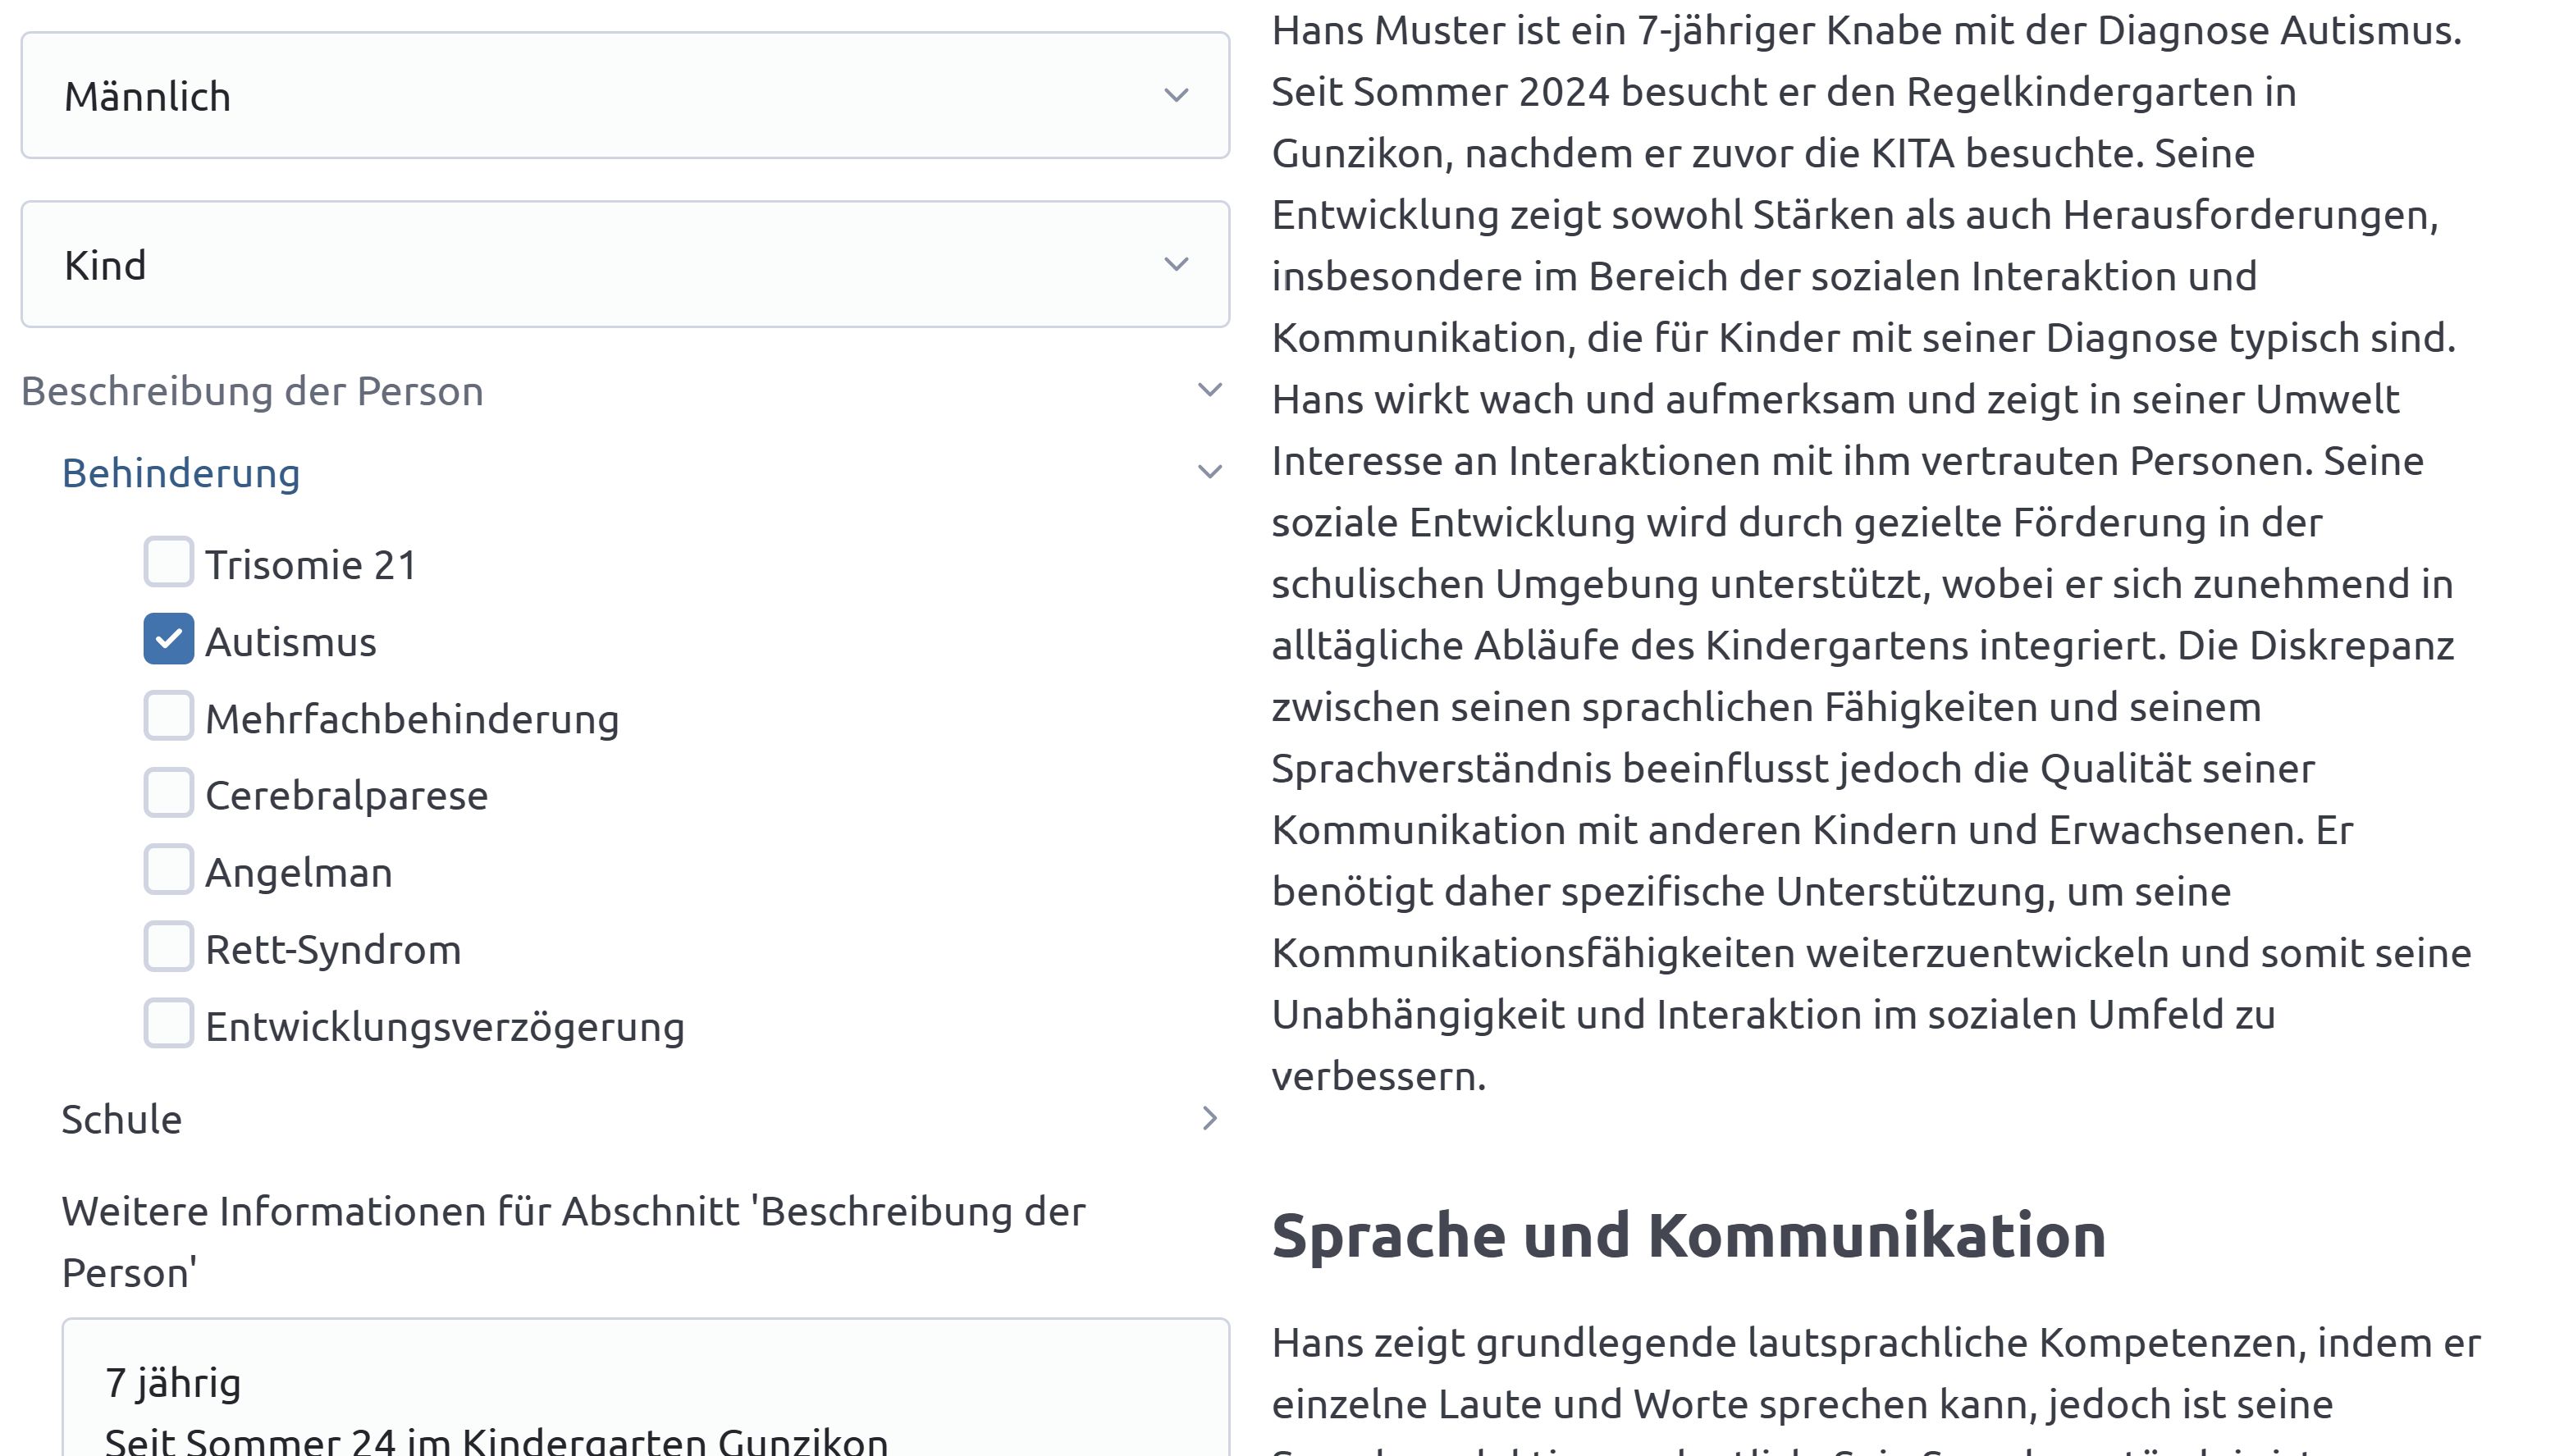 Männlich
Kind
Beschreibung der Person
Behinderung
Trisomie 21
Autismus
Mehrfachbehinderung
Cerebralparese
Angelman
Rett-Syndrom
Entwicklungsverzögerung
Schule
Weitere Informationen für Abschnitt 'Beschreibung der
Person'
7 jährig
Seit Sommer 24 im Kindergarten Gunzikon
Hans Muster ist ein 7-jähriger Knabe mit der Diagnose Autismus.
Seit Sommer 2024 besucht er den Regelkindergarten in
Gunzikon, nachdem er zuvor die KITA besuchte. Seine
Entwicklung zeigt sowohl Stärken als auch Herausforderungen,
insbesondere im Bereich der sozialen Interaktion und
Kommunikation, die für Kinder mit seiner Diagnose typisch sind.
Hans wirkt wach und aufmerksam und zeigt in seiner Umwelt
Interesse an Interaktionen mit ihm vertrauten Personen. Seine
soziale Entwicklung wird durch gezielte Förderung in der
schulischen Umgebung unterstützt, wobei er sich zunehmend in
alltägliche Abläufe des Kindergartens integriert. Die Diskrepanz
zwischen seinen sprachlichen Fähigkeiten und seinem
Sprachverständnis beeinflusst jedoch die Qualität seiner
Kommunikation mit anderen Kindern und Erwachsenen. Er
benötigt daher spezifische Unterstützung, um seine
Kommunikationsfähigkeiten weiterzuentwickeln und somit seine
Unabhängigkeit und Interaktion im sozialen Umfeld zu
verbessern.
Sprache und Kommunikation
Hans zeigt grundlegende lautsprachliche Kompetenzen, indem er
einzelne Laute und Worte sprechen kann, jedoch ist seine